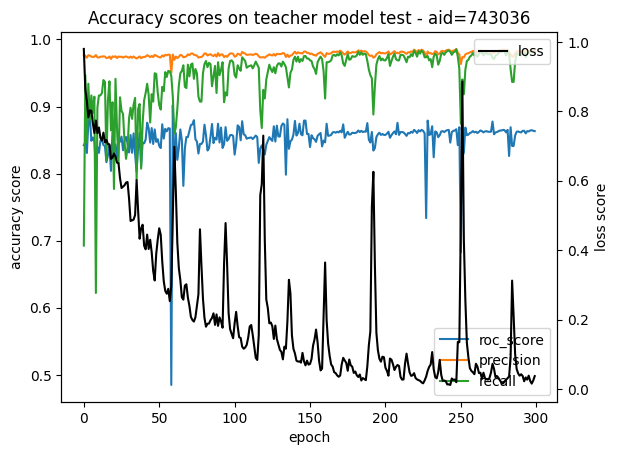 Accuracy scores on teacher model test - aid=743036
accuracy score
1.0
0.9
0.8
0.7
0.6
0.5
loss
1.0
0.8
0.6
0.4
0.2
0.0
loss score
roc_score
precision
recall
0
50
100
150
200
250
300
epoch